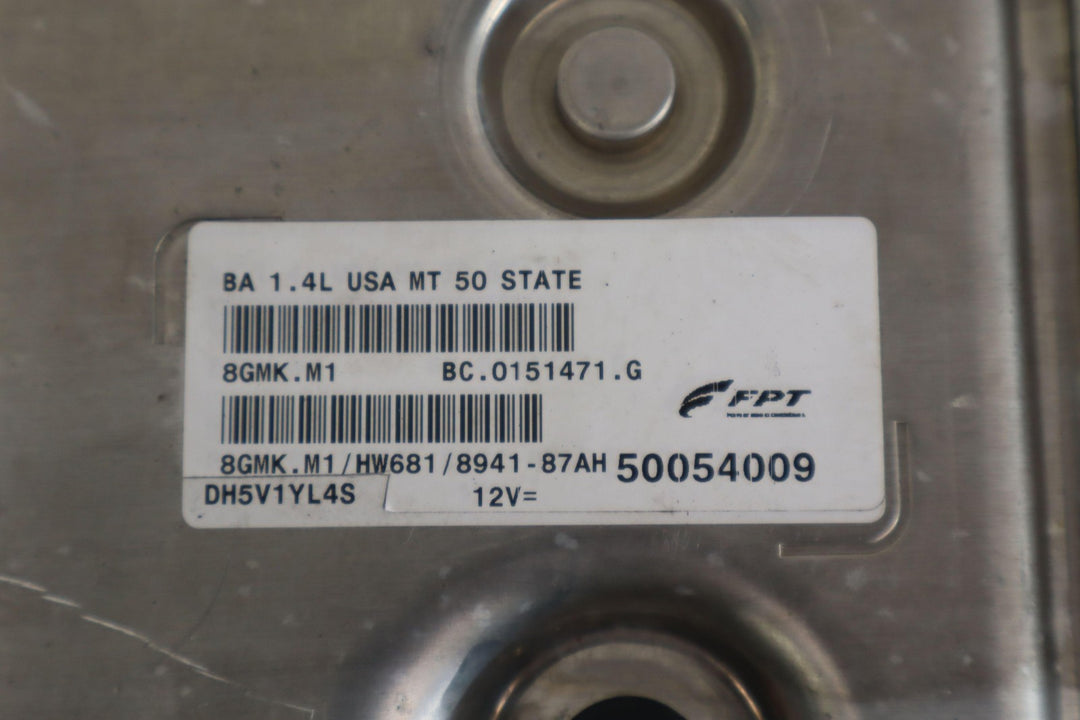 BA 1.4L USA MT 50 STATE
8GMK.M1 BC.0151471.G
FPT
8GMK.M1/HW681/8941-87AH 50054009
DH5V1YL4S 12V=